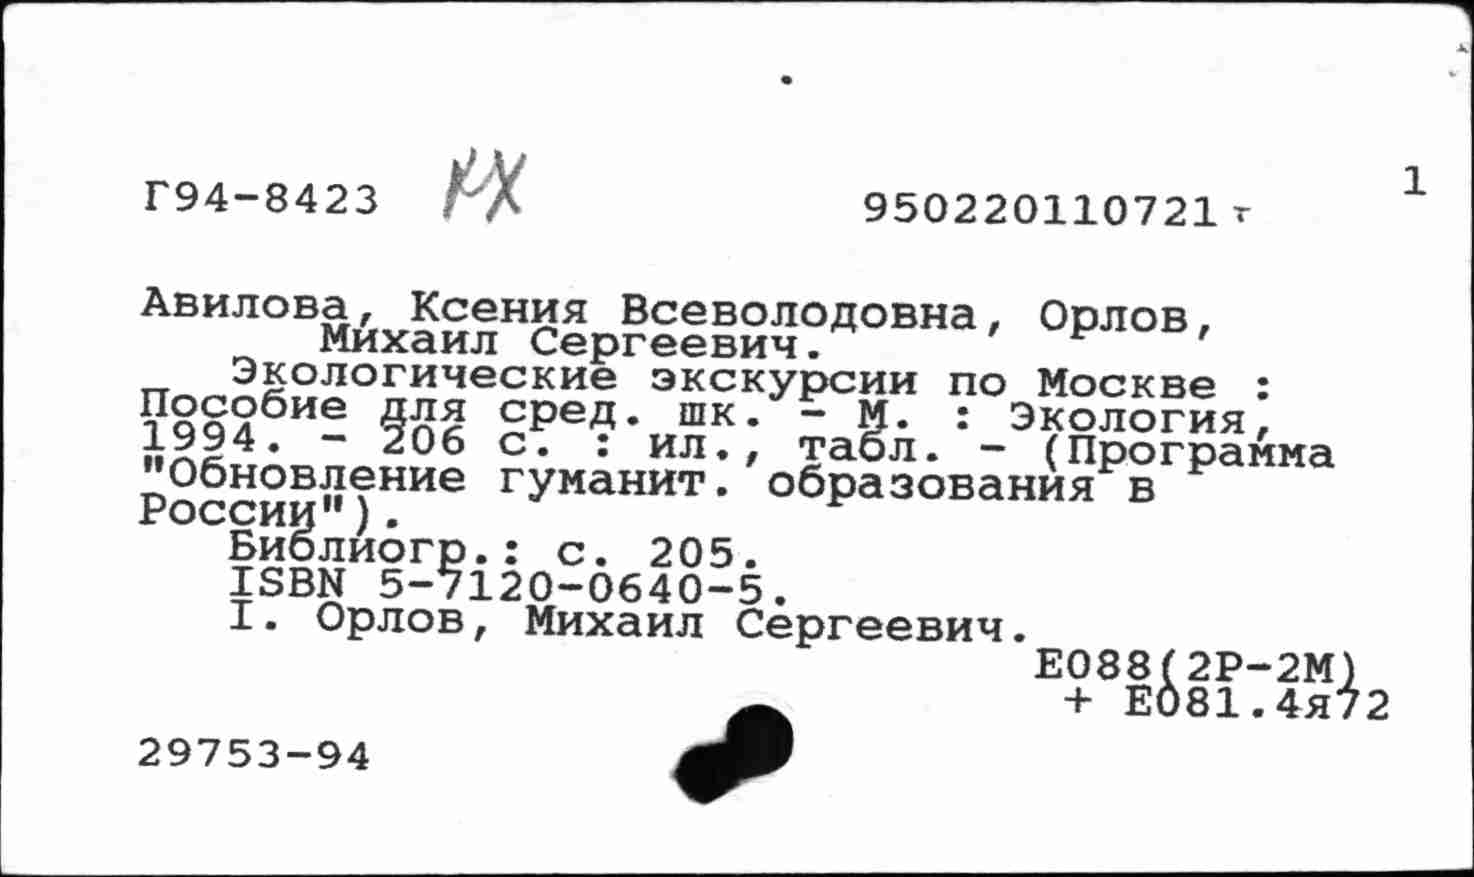 1
Г94-8423 КХ 950220110721 т
Авилова, Ксения Всеволодовна, Орлов,
Михаил Сергеевич.
Экологические экскурсии по Москве :
Пособие для сред. шк. - М. : Экология,
1994. - 206 с. : ил., табл. - (Программа
"Обновление гуманит. образования в
России").
Библиогр.: с. 205.
ISBN 5-7120-0640-5.
I. Орлов, Михаил Сергеевич.
Е088(2Р-2М)
+ Е081.4я72
29753-94